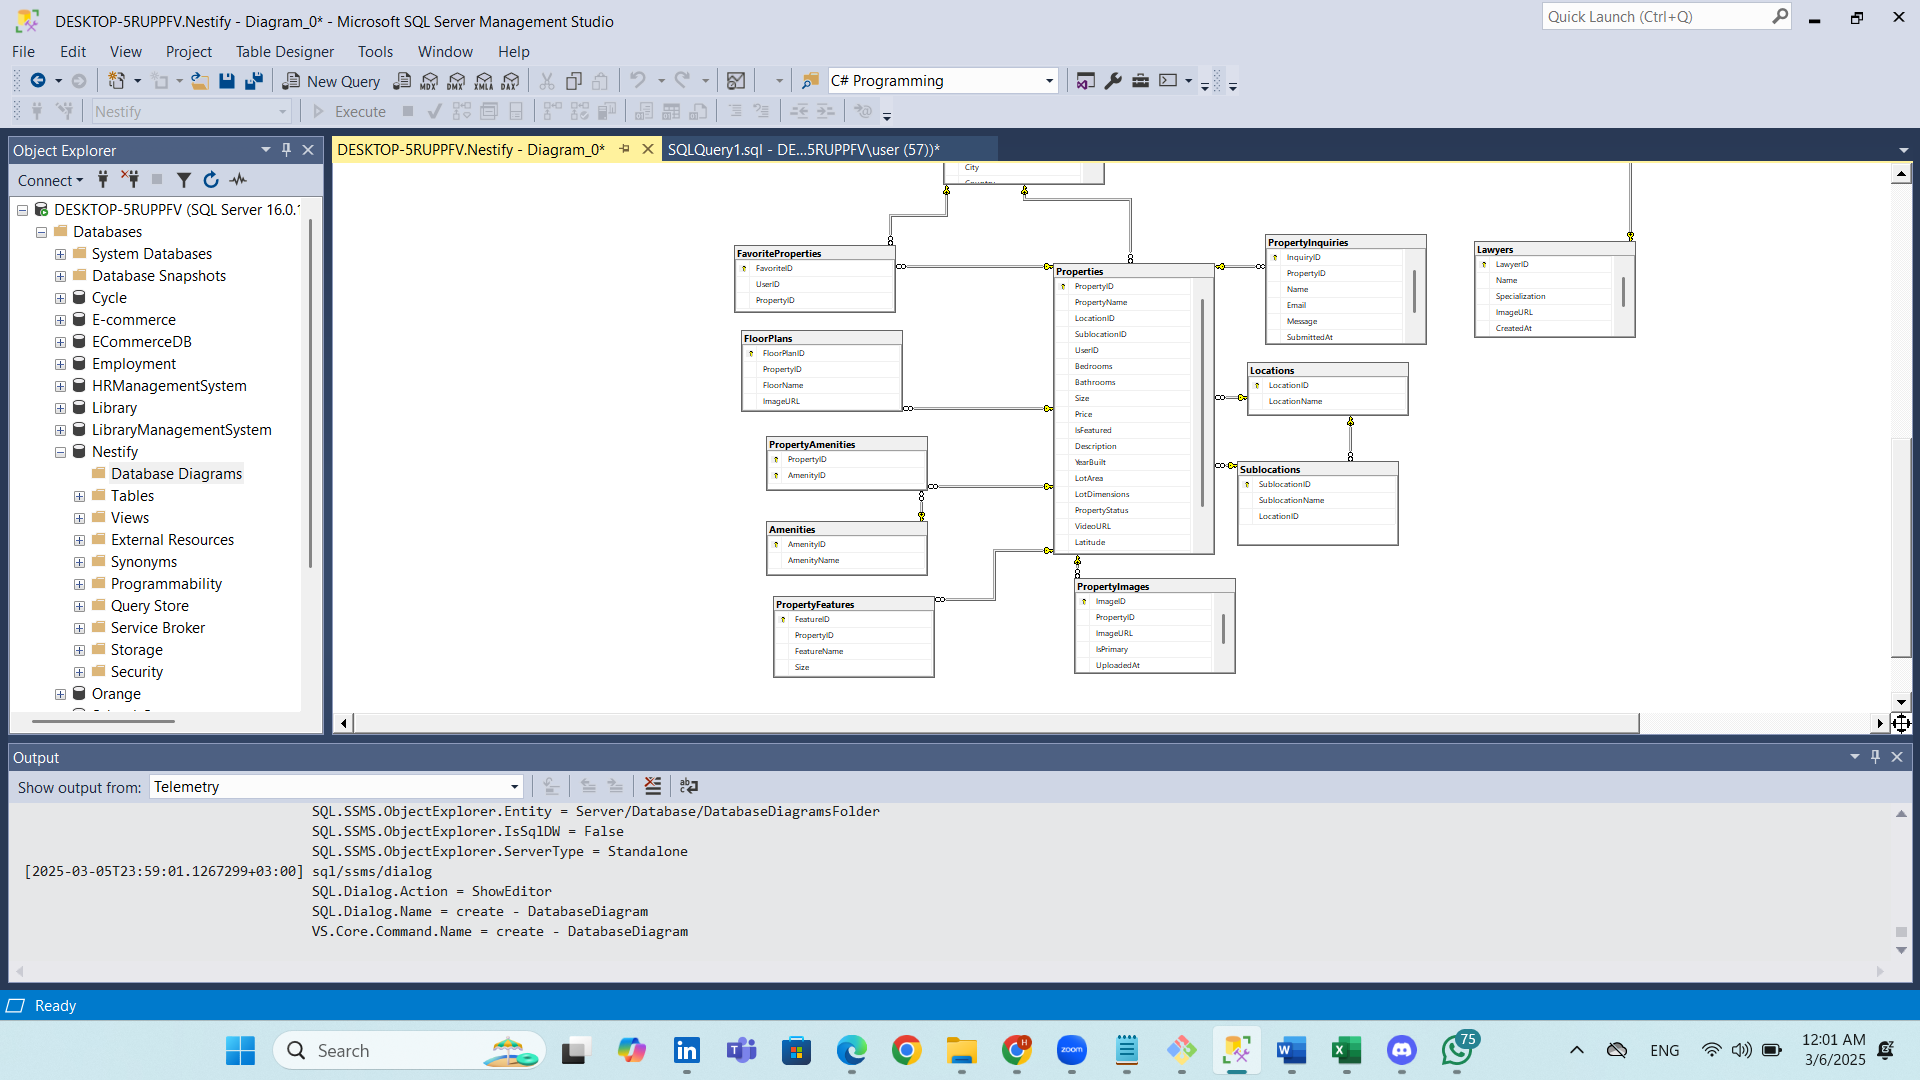 DESKTOP-5RUPPFV.Nestify - Diagram_0* - Microsoft SQL Server Management Studio
Quick Launch (Ctrl+Q)
File Edit View Project Table Designer Tools Window Help
New Query MDX DMX XMLA DAX C# Programming
Nestify Execute
Object Explorer
Connect
DESKTOP-5RUPPFV (SQL Server 16.0.1
Databases
System Databases
Database Snapshots
Cycle
E-commerce
ECommerceDB
Employment
HRManagementSystem
Library
LibraryManagementSystem
Nestify
Database Diagrams
Tables
Views
External Resources
Synonyms
Programmability
Query Store
Service Broker
Storage
Security
Orange
DESKTOP-5RUPPFV.Nestify - Diagram_0*
SQLQuery1.sql - DE...5RUPPFV\user (57))*
City
Country
FavoriteProperties
FavoriteID
UserID
PropertyID
FloorPlans
FloorPlanID
PropertyID
FloorName
ImageURL
PropertyAmenities
PropertyID
AmenityID
Amenities
AmenityID
AmenityName
PropertyFeatures
FeatureID
PropertyID
FeatureName
Size
Properties
PropertyID
PropertyName
LocationID
SublocationID
UserID
Bedrooms
Bathrooms
Size
Price
IsFeatured
Description
YearBuilt
LotArea
LotDimensions
PropertyStatus
VideoURL
Latitude
PropertyImages
ImageID
PropertyID
ImageURL
IsPrimary
UploadedAt
PropertyInquiries
InquiryID
PropertyID
Name
Email
Message
SubmittedAt
Locations
LocationID
LocationName
Sublocations
SublocationID
SublocationName
LocationID
Lawyers
LawyerID
Name
Specialization
ImageURL
CreatedAt
Output
Show output from: Telemetry
SQL.SSMS.ObjectExplorer.Entity = Server/Database/DatabaseDiagramsFolder
SQL.SSMS.ObjectExplorer.IsSqlDW = False
SQL.SSMS.ObjectExplorer.ServerType = Standalone
[2025-03-05T23:59:01.1267299+03:00] sql/ssms/dialog
SQL.Dialog.Action = ShowEditor
SQL.Dialog.Name = create - DatabaseDiagram
VS.Core.Command.Name = create - DatabaseDiagram
Ready
Search
75
ENG
12:01 AM
3/6/2025